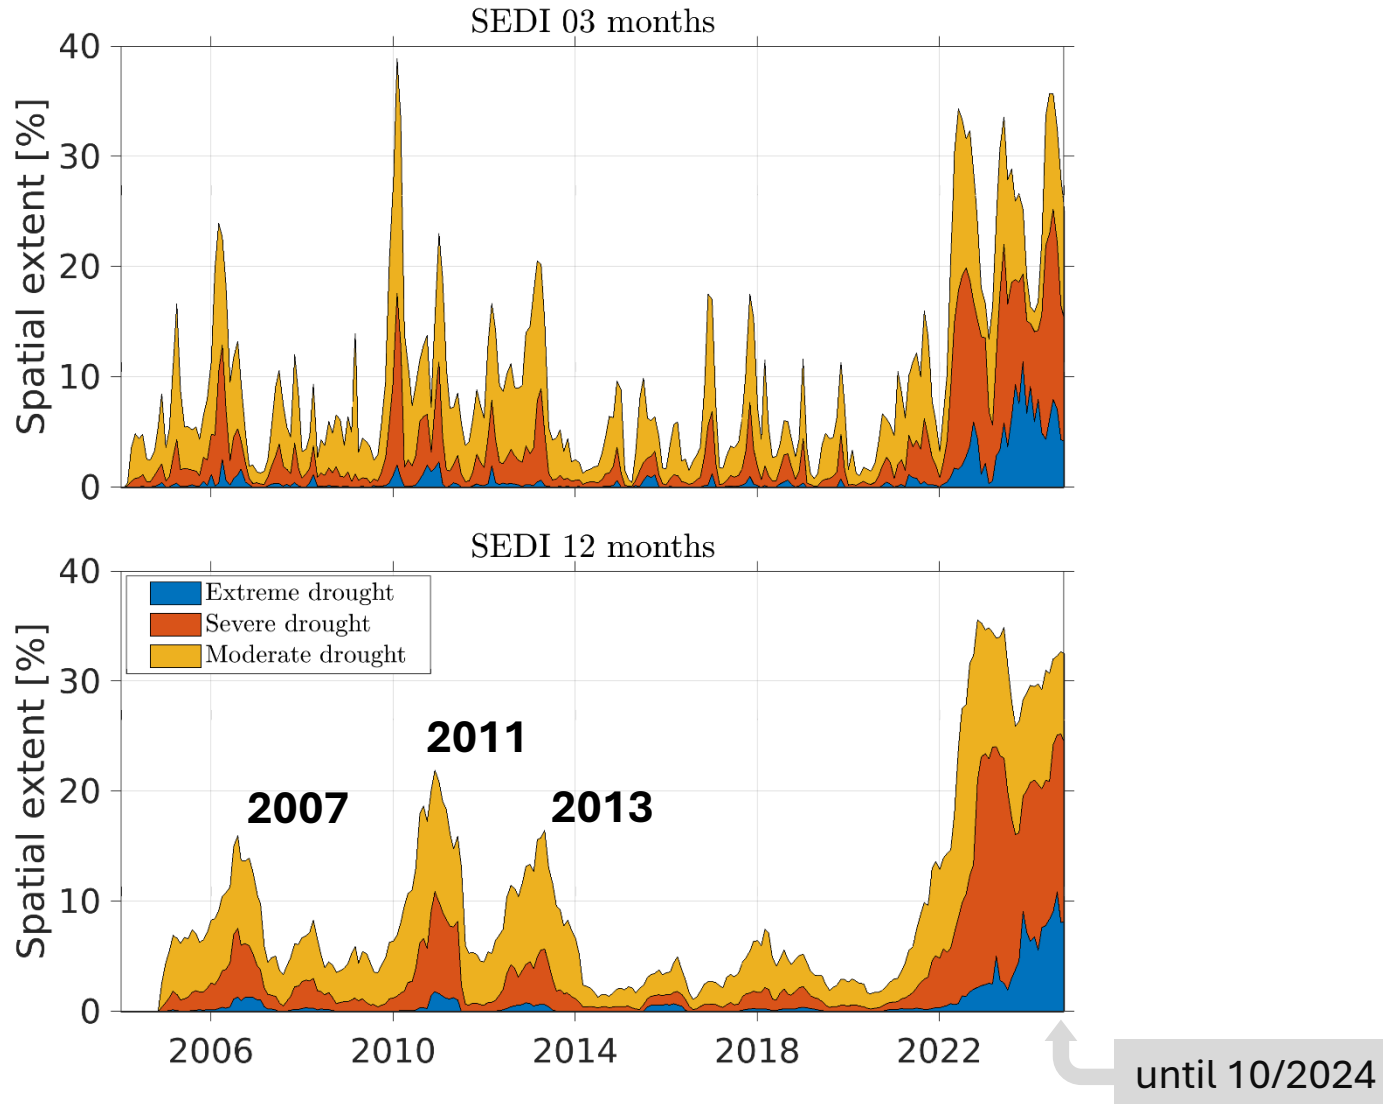 SEDI 03 months
40
30
20
10
0
Spatial extent [%]
SEDI 12 months
40
30
20
10
0
Spatial extent [%]
Extreme drought
Severe drought
Moderate drought
2007
2011
2013
2006 2010 2014 2018 2022
until 10/2024